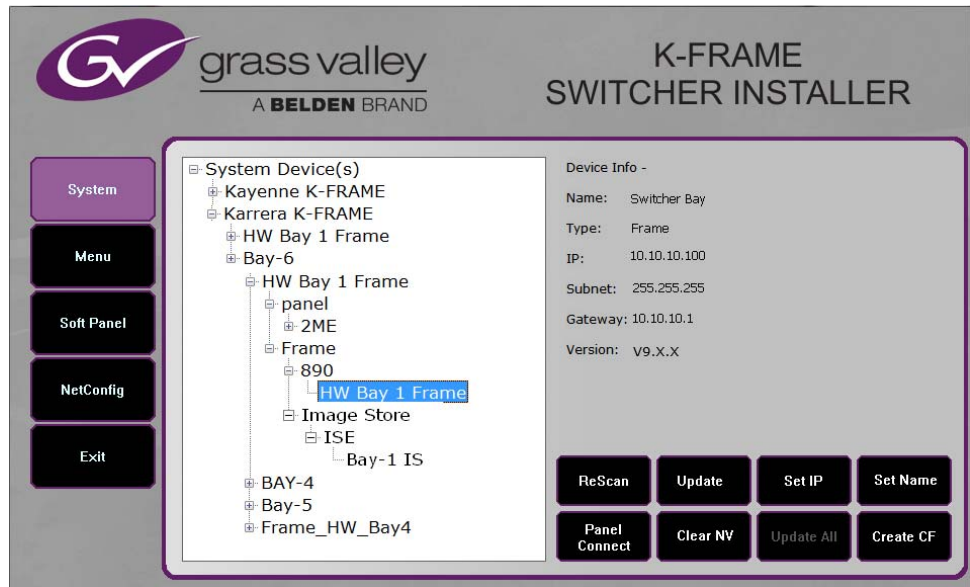 GV
grass valley
A BELDEN BRAND
K-FRAME
SWITCHER INSTALLER
System
Menu
Soft Panel
NetConfig
Exit
System Device(s)
Kayenne K-FRAME
Karrera K-FRAME
HW Bay 1 Frame
Bay-6
HW Bay 1 Frame
panel
2ME
Frame
890
HW Bay 1 Frame
Image Store
ISE
Bay-1 IS
BAY-4
Bay-5
Frame_HW_Bay4
Device Info -
Name: Switcher Bay
Type: Frame
IP: 10.10.10.100
Subnet: 255.255.255
Gateway: 10.10.10.1
Version: V9.X.X
ReScan
Update
Set IP
Set Name
Panel
Connect
Clear NV
Update All
Create CF